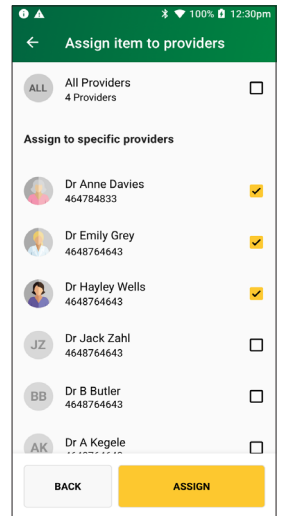 100% 12:30pm
Assign item to providers
ALL
All Providers
4 Providers
Assign to specific providers
Dr Anne Davies
464784833
Dr Emily Grey
4648764643
Dr Hayley Wells
4648764643
JZ
Dr Jack Zahl
4648764643
BB
Dr B Butler
4648764643
AK
Dr A Kegele
BACK
ASSIGN